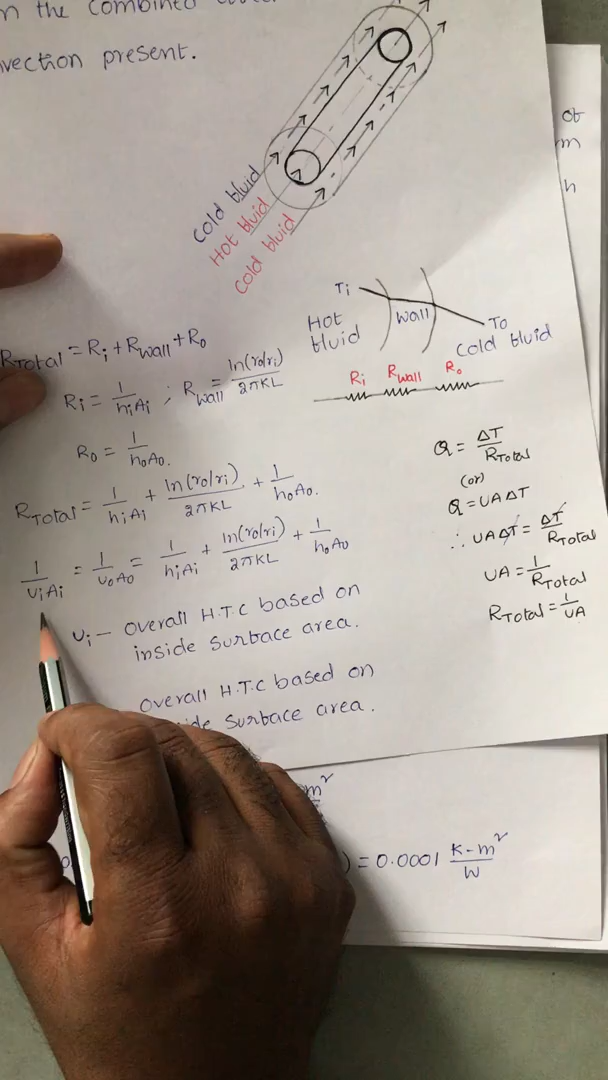 n the combined
vection present.
Cold fluid
Hot fluid
Cold fluid
Ti
Hot fluid
wall
To
Cold fluid
Ri Rwall Ro
RTotal = Ri + Rwall + Ro
Ri = 1/hiAi ; Rwall = ln(ro/ri)/2πKL
Ro = 1/hoAo.
RTotal = 1/hiAi + ln(ro/ri)/2πKL + 1/hoAo.
1/UiAi = 1/UoAo = 1/hiAi + ln(ro/ri)/2πKL + 1/hoAo
Ui - Overall H.T.C based on
inside surface area.
Overall H.T.C based on
ide surface area.
Q = ΔT/RTotal
(or)
Q = UAΔT
∴ UAΔT = ΔT/RTotal
UA = 1/RTotal
RTotal = 1/UA
of
m
h
m²
) = 0.0001 K-m²/W